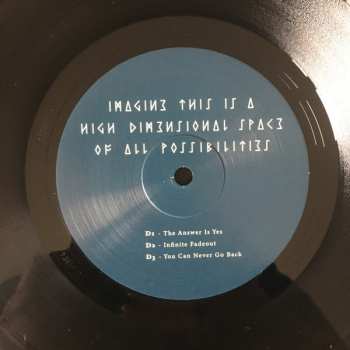 IMAGINE THIS IS A
HIGH DIMENSIONAL SPACE
OF ALL POSSIBILITIES
D1 - The Answer Is Yes
D2 - Infinite Fadeout
D3 - You Can Never Go Back